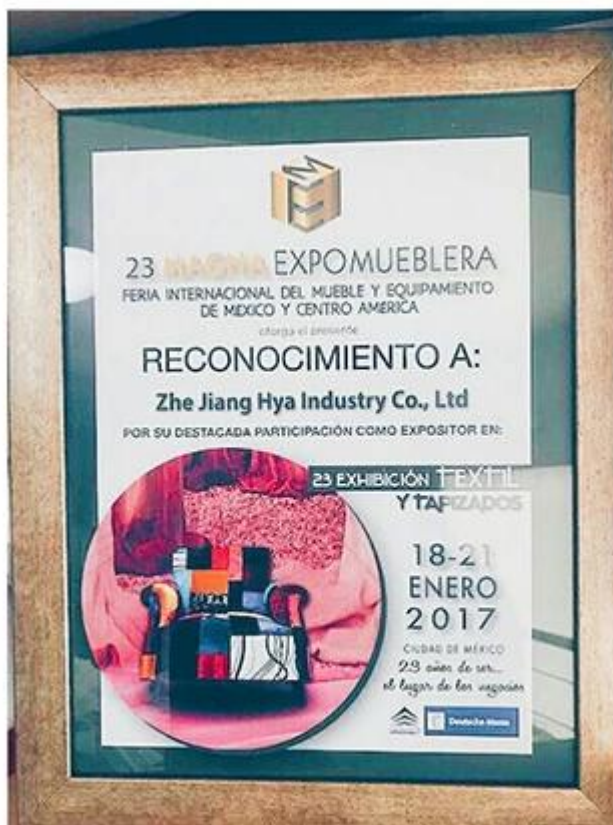 ME
23 MAGNA EXPOMUEBLERA
FERIA INTERNACIONAL DEL MUEBLE Y EQUIPAMIENTO
DE MEXICO Y CENTRO AMÉRICA
otorga el presente
RECONOCIMIENTO A:
Zhe Jiang Hya Industry Co., Ltd
POR SU DESTACADA PARTICIPACIÓN COMO EXPOSITOR EN:
23 EXHIBICIÓN TEXTIL
Y TAPIZADOS
18-21
ENERO
2017
CIUDAD DE MÉXICO
23 años de ser...
el lugar de los negocios
Deutsche Messe